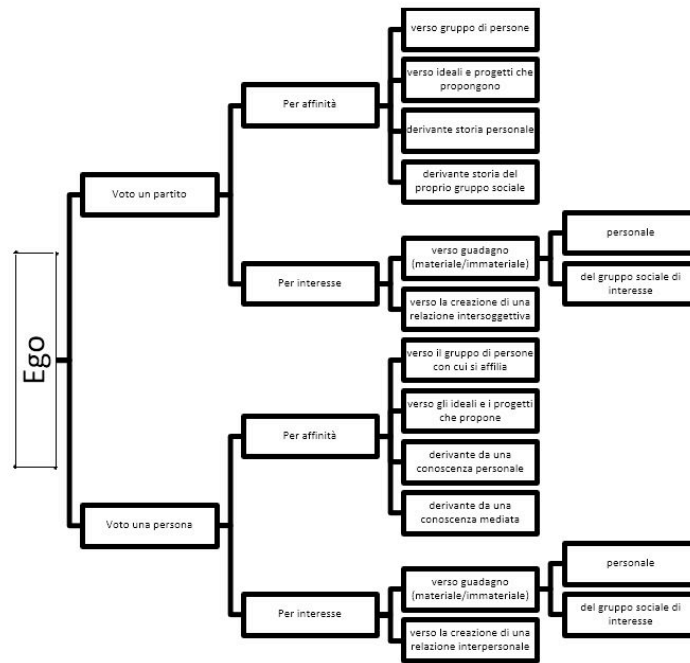 Ego
Voto un partito
Per affinità
verso gruppo di persone
verso ideali e progetti che
propongono
derivante storia personale
derivante storia del
proprio gruppo sociale
Per interesse
verso guadagno
(materiale/immateriale)
personale
del gruppo sociale di
interesse
verso la creazione di una
relazione intersoggettiva
Voto una persona
Per affinità
verso il gruppo di persone
con cui si affilia
verso gli ideali e i progetti
che propone
derivante da una
conoscenza personale
derivante da una
conoscenza mediata
Per interesse
verso guadagno
(materiale/immateriale)
personale
del gruppo sociale di
interesse
verso la creazione di una
relazione interpersonale